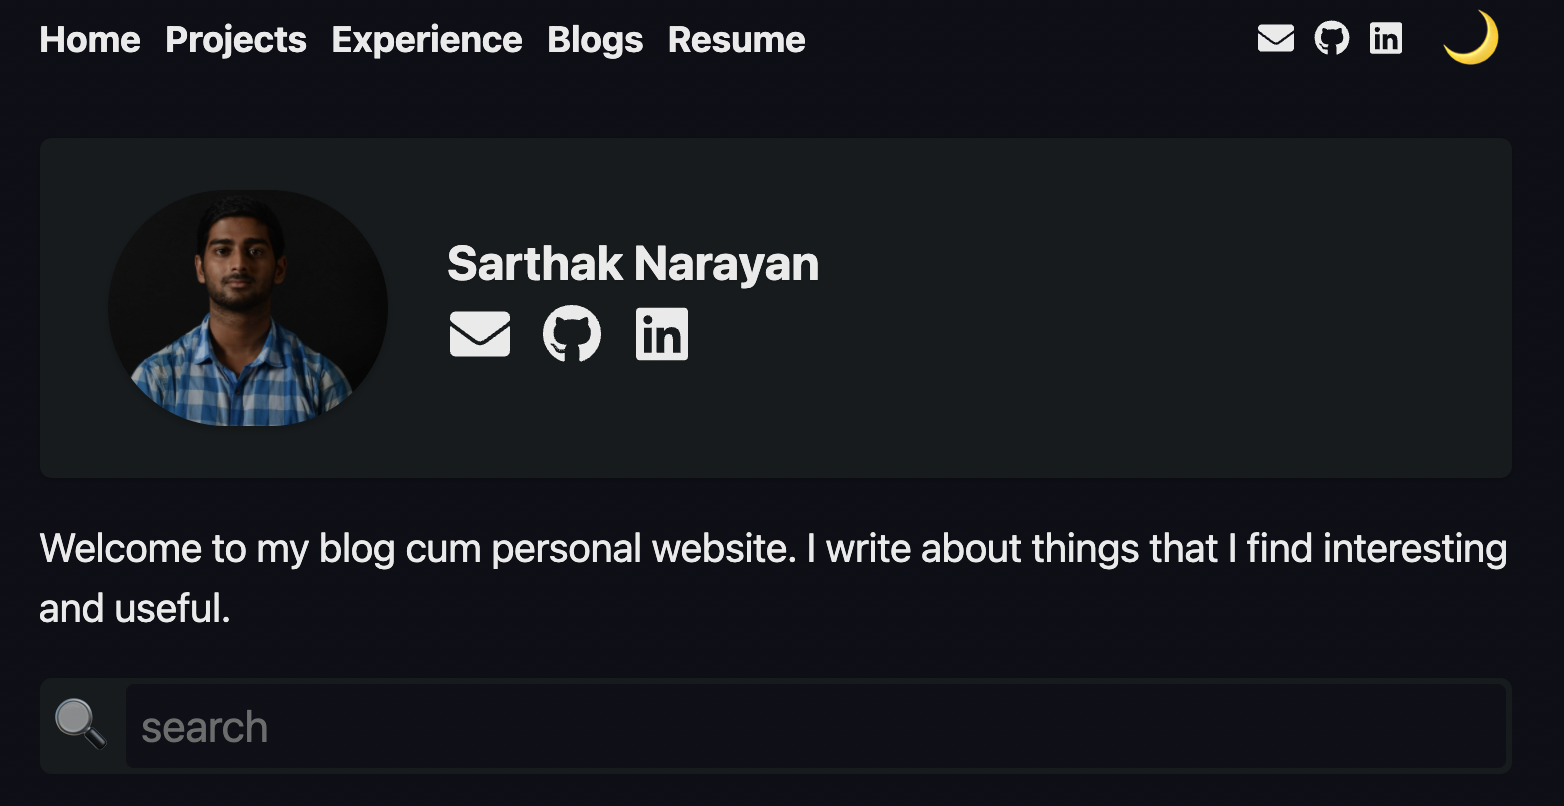 Home Projects Experience Blogs Resume
Sarthak Narayan
in
Welcome to my blog cum personal website. I write about things that I find interesting
and useful.
search